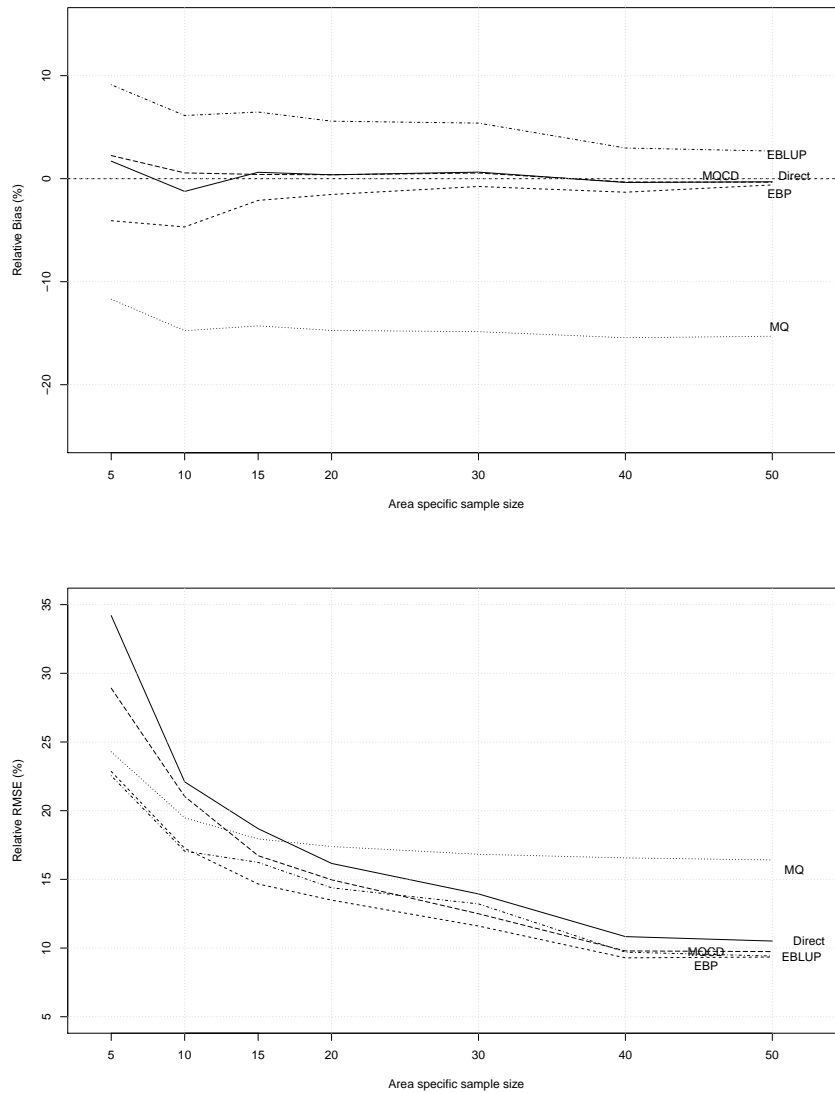 Relative Bias (%)
10
0
−10
−20
EBLUP
MQCD
Direct
EBP
MQ
5
10
15
20
30
40
50
Area specific sample size
Relative RMSE (%)
35
30
25
20
15
10
5
MQ
Direct
MQCD
EBLUP
EBP
5
10
15
20
30
40
50
Area specific sample size